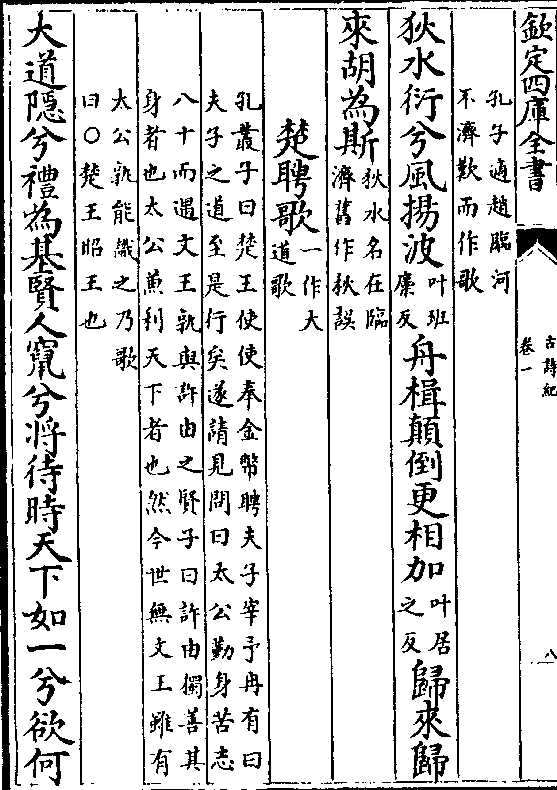 欽定四庫全書
古詩紀
卷一
八
孔子適趙臨河
不濟歎而作歌
狄水衍兮風揚波叶班糜反舟楫顛倒更相加叶居之反歸來歸
來胡為斯狄水名在臨濟舊作秋誤
楚聘歌一作大道歌
孔叢子曰楚王使使奉金幣聘夫子宰予冉有曰
夫子之道至是行矣遂請見問曰太公勤身苦志
八十而遇文王孰與許由之賢子曰許由獨善其
身者也太公兼利天下者也然今世無文王雖有
太公孰能識之乃歌
曰○楚王昭王也
大道隱兮禮為基賢人竄兮將待時天下如一兮欲何